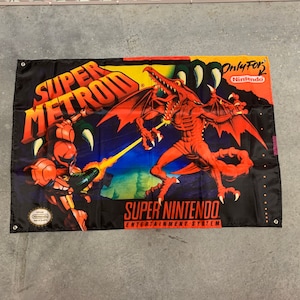 Only For
Nintendo
SUPER
METROID
SUPER NINTENDO
ENTERTAINMENT SYSTEM